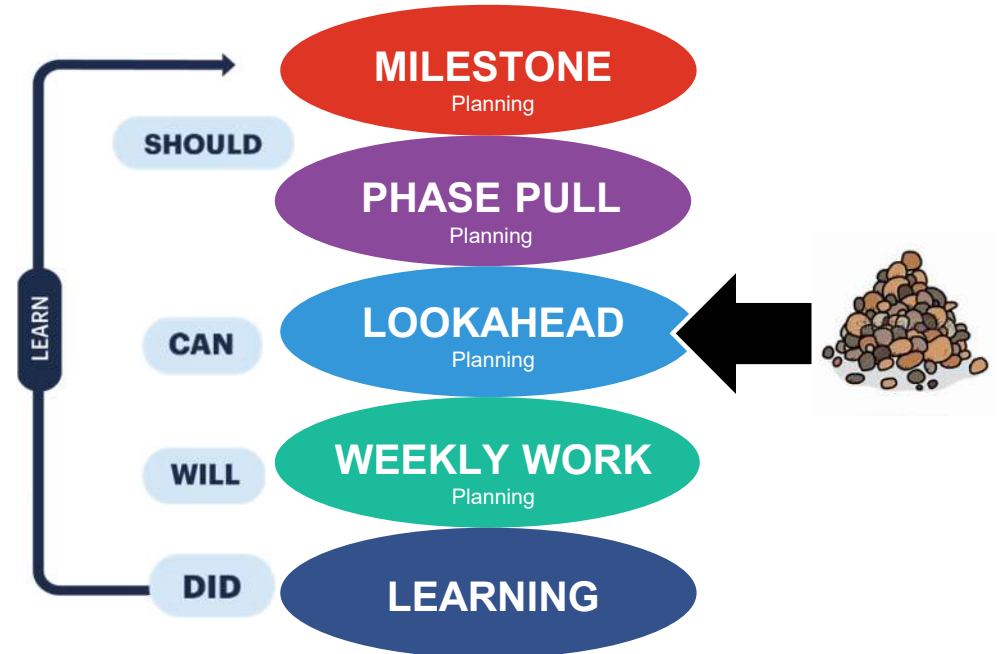 MILESTONE
Planning
SHOULD
PHASE PULL
Planning
LEARN
CAN
LOOKAHEAD
Planning
WILL
WEEKLY WORK
Planning
DID
LEARNING